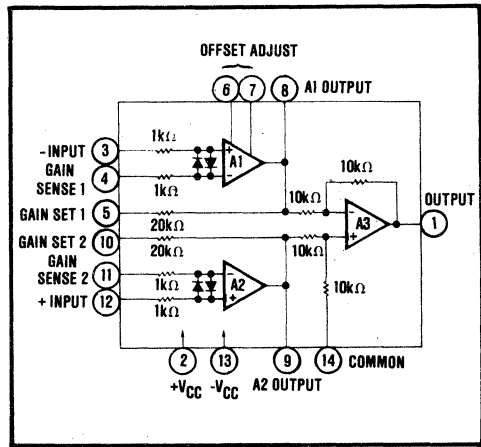 OFFSET ADJUST
6 7 8 A1 OUTPUT
-INPUT 3 1kΩ
GAIN
SENSE 1 4 1kΩ
+ A1 -
10kΩ
GAIN SET 1 5 20kΩ 10kΩ
OUTPUT
- A3 + 1
GAIN SET 2 10 20kΩ 10kΩ
GAIN
SENSE 2 11 1kΩ
- A2 +
10kΩ
+ INPUT 12 1kΩ
2 13 9 14 COMMON
+VCC -VCC A2 OUTPUT